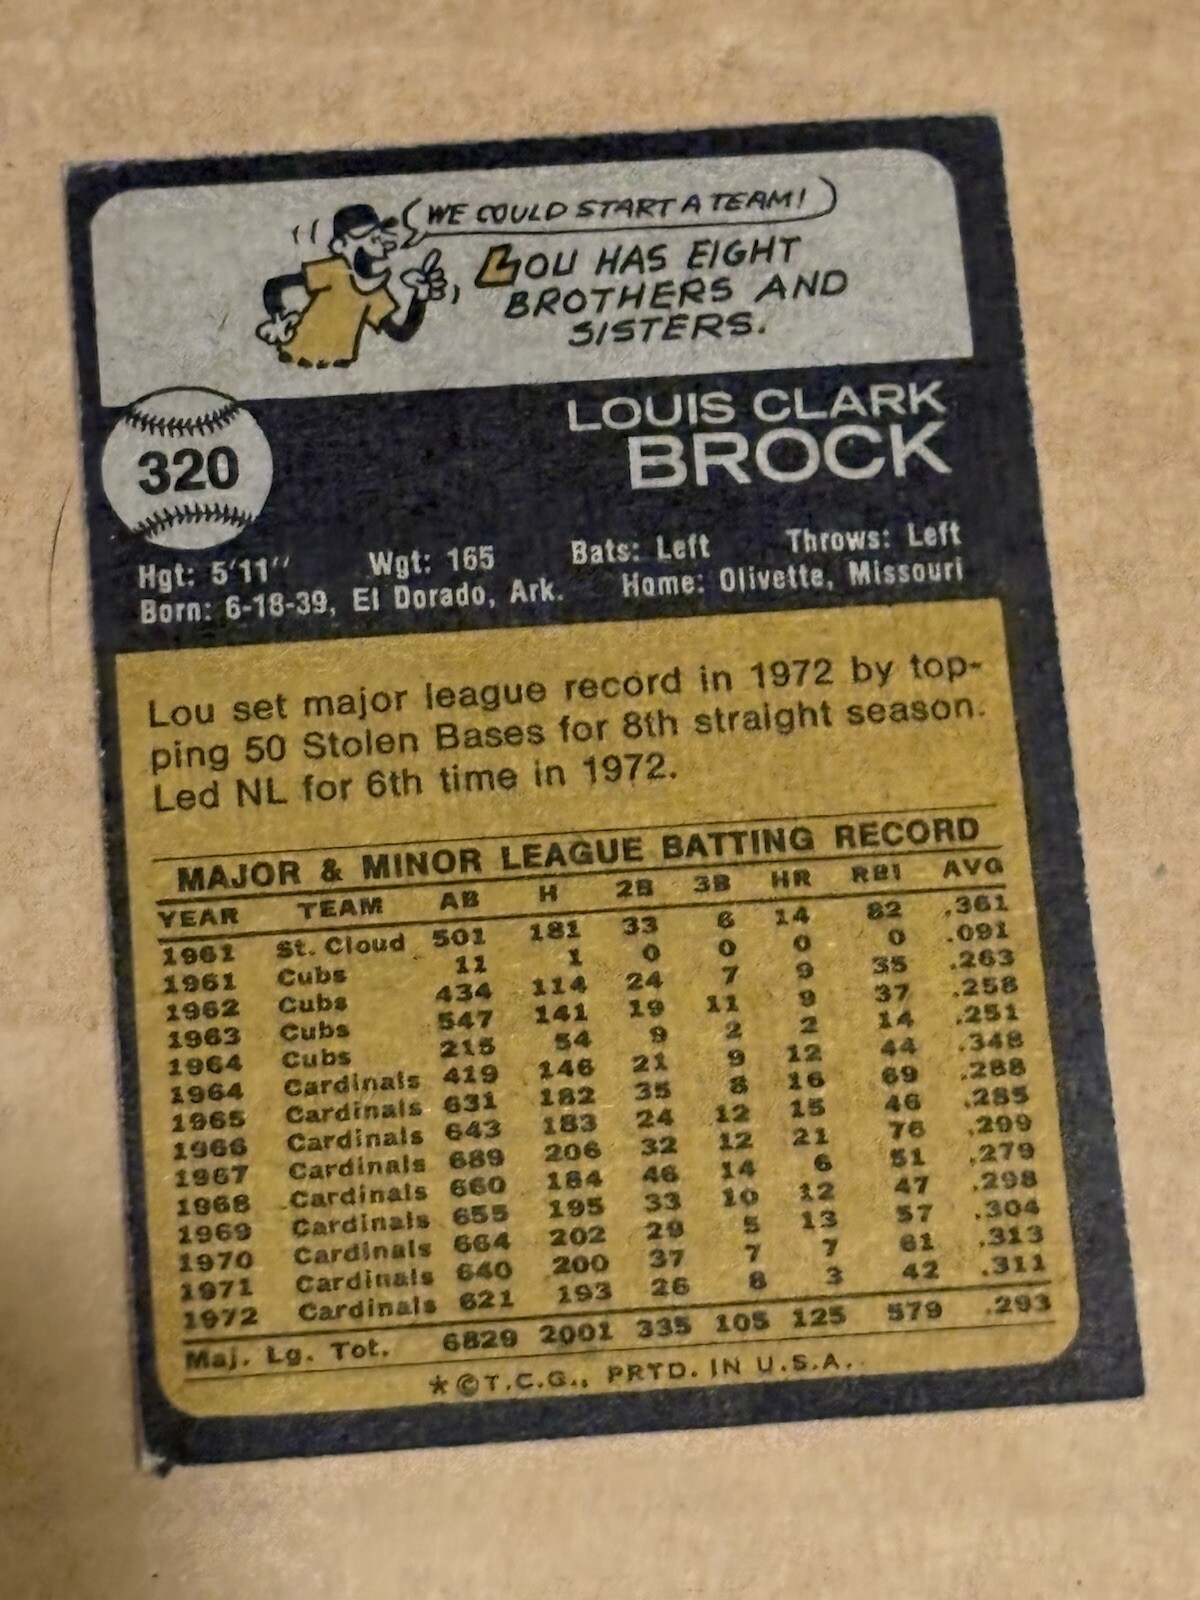 WE COULD START A TEAM!
LOU HAS EIGHT
BROTHERS AND
SISTERS.
320
LOUIS CLARK
BROCK
Hgt: 5'11" Wgt: 165 Bats: Left Throws: Left
Born: 6-18-39, El Dorado, Ark. Home: Olivette, Missouri
Lou set major league record in 1972 by top-
ping 50 Stolen Bases for 8th straight season.
Led NL for 6th time in 1972.
MAJOR & MINOR LEAGUE BATTING RECORD
YEAR TEAM AB H 2B 3B HR RBI AVG
1961 St. Cloud 501 181 33 6 14 82 .361
1961 Cubs 11 1 0 0 0 0 .091
1962 Cubs 434 114 24 7 9 35 .263
1963 Cubs 547 141 19 11 9 37 .258
1964 Cubs 215 54 9 2 2 14 .251
1964 Cardinals 419 146 21 9 12 44 .348
1965 Cardinals 631 182 35 8 16 69 .288
1966 Cardinals 643 183 24 12 15 46 .285
1967 Cardinals 689 206 32 12 21 76 .299
1968 Cardinals 660 184 46 14 6 51 .279
1969 Cardinals 655 195 33 10 12 47 .298
1970 Cardinals 664 202 29 5 13 57 .304
1971 Cardinals 640 200 37 7 7 61 .313
1972 Cardinals 621 193 26 8 3 42 .311
Maj. Lg. Tot. 6829 2001 335 105 125 579 .293
*©T.C.G., PRTD. IN U.S.A.